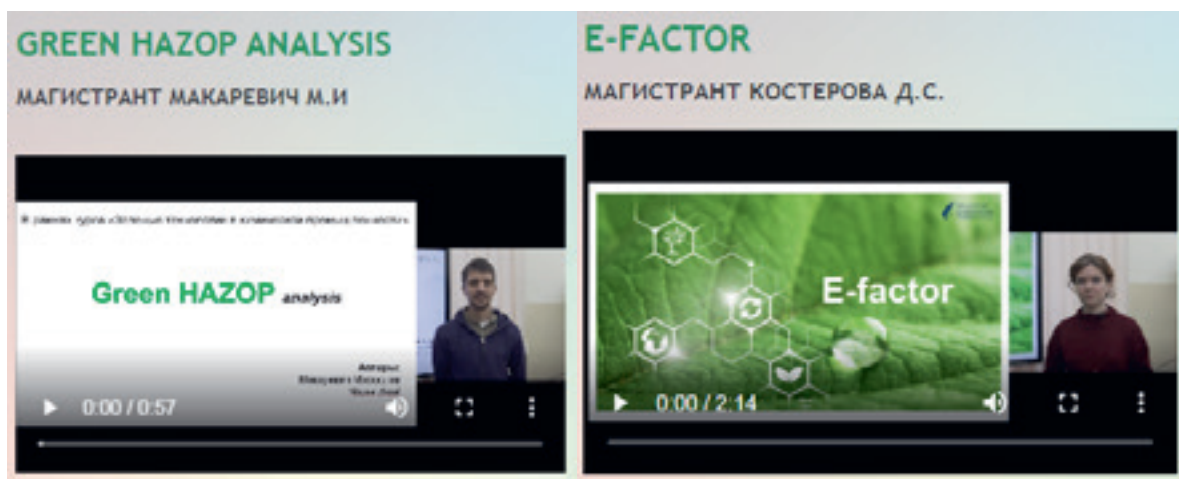 GREEN HAZOP ANALYSIS
МАГИСТРАНТ МАКАРЕВИЧ М.И
Green HAZOP analysis
Авторы:
0:00 / 0:57
E-FACTOR
МАГИСТРАНТ КОСТЕРОВА Д.С.
E-factor
0:00 / 2:14